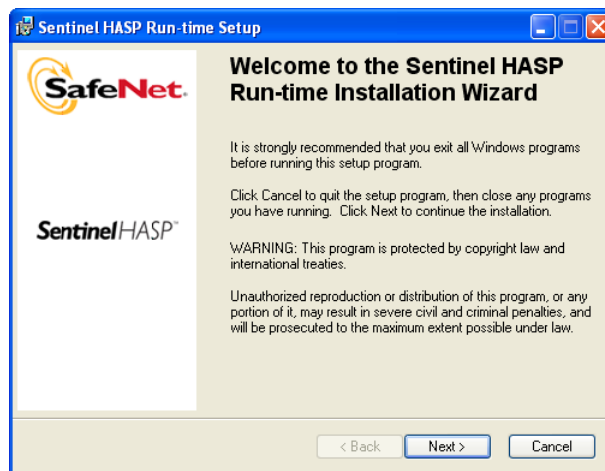 Sentinel HASP Run-time Setup
SafeNet.
Welcome to the Sentinel HASP
Run-time Installation Wizard
It is strongly recommended that you exit all Windows programs
before running this setup program.
Click Cancel to quit the setup program, then close any programs
you have running. Click Next to continue the installation.
Sentinel HASP™
WARNING: This program is protected by copyright law and
international treaties.
Unauthorized reproduction or distribution of this program, or any
portion of it, may result in severe civil and criminal penalties, and
will be prosecuted to the maximum extent possible under law.
< Back
Next >
Cancel